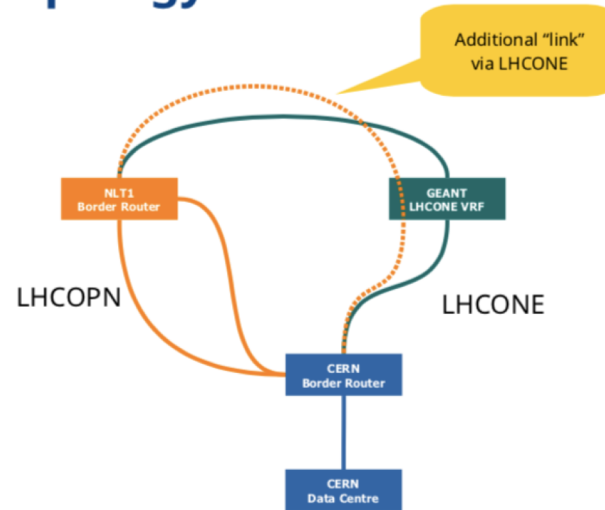 Additional “link”
via LHCONE
NLT1
Border Router
GEANT
LHCONE VRF
LHCOPN
LHCONE
CERN
Border Router
CERN
Data Centre